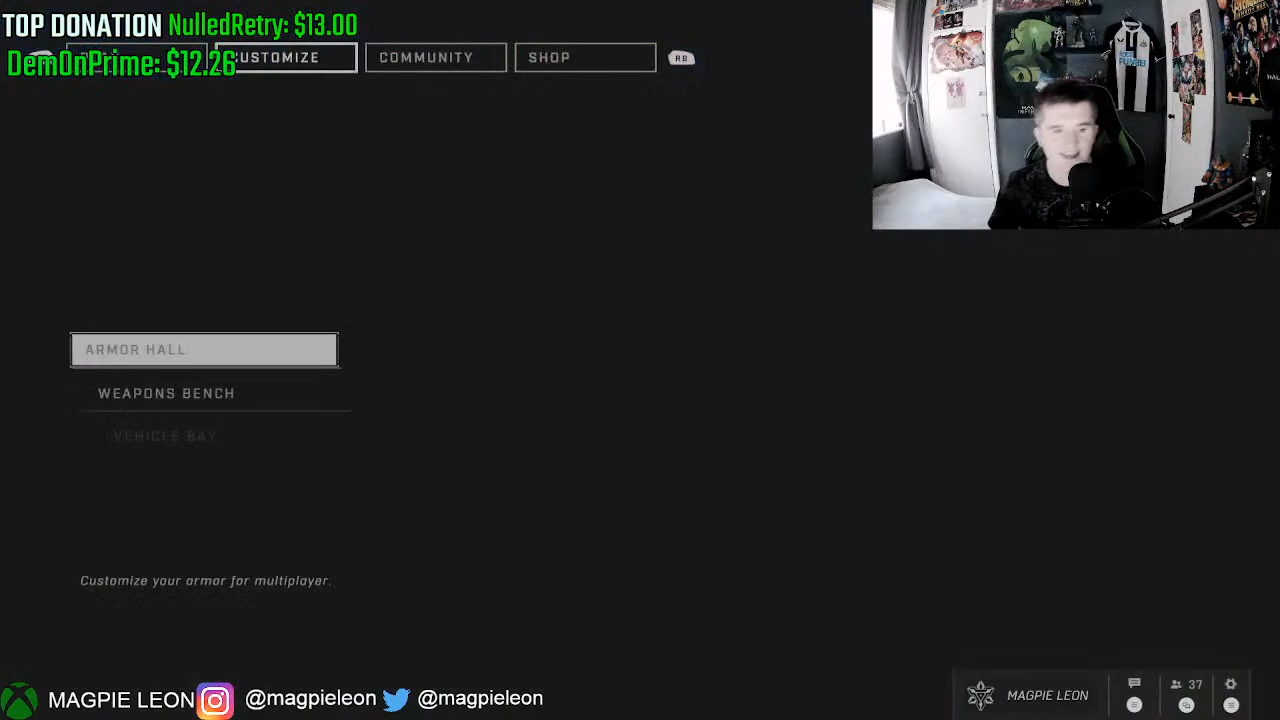 TOP DONATION NulledRetry: $13.00
DemOnPrime: $12.26
CUSTOMIZE
COMMUNITY
SHOP
RB
ARMOR HALL
WEAPONS BENCH
VEHICLE BAY
Customize your armor for multiplayer.
MAGPIE LEON
@magpieleon
@magpieleon
MAGPIE LEON
37